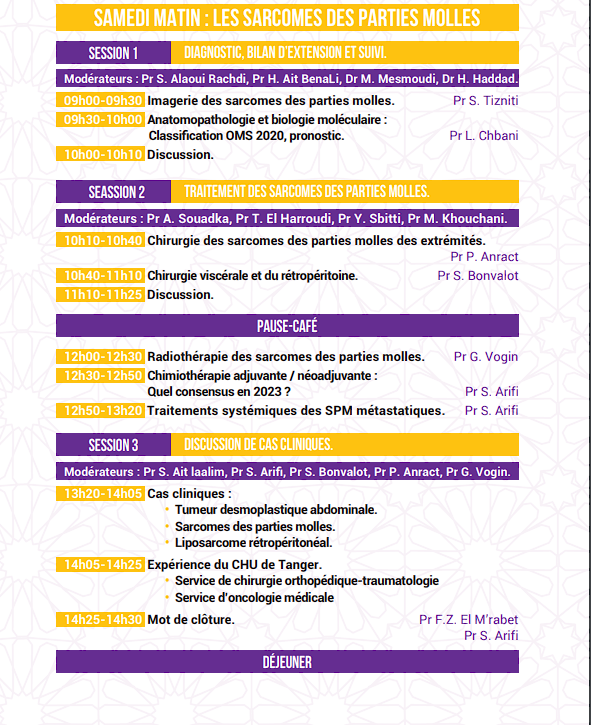 SAMEDI MATIN : LES SARCOMES DES PARTIES MOLLES
SESSION 1 DIAGNOSTIC, BILAN D'EXTENSION ET SUIVI.
Modérateurs : Pr S. Alaoui Rachdi, Pr H. Ait BenaLi, Dr M. Mesmoudi, Dr H. Haddad.
09h00-09h30 Imagerie des sarcomes des parties molles. Pr S. Tizniti
09h30-10h00 Anatomopathologie et biologie moléculaire :
Classification OMS 2020, pronostic. Pr L. Chbani
10h00-10h10 Discussion.
SEASSION 2 TRAITEMENT DES SARCOMES DES PARTIES MOLLES.
Modérateurs : Pr A. Souadka, Pr T. El Harroudi, Pr Y. Sbitti, Pr M. Khouchani.
10h10-10h40 Chirurgie des sarcomes des parties molles des extrémités.
Pr P. Anract
10h40-11h10 Chirurgie viscérale et du rétropéritoine. Pr S. Bonvalot
11h10-11h25 Discussion.
PAUSE-CAFÉ
12h00-12h30 Radiothérapie des sarcomes des parties molles. Pr G. Vogin
12h30-12h50 Chimiothérapie adjuvante / néoadjuvante :
Quel consensus en 2023 ? Pr S. Arifi
12h50-13h20 Traitements systémiques des SPM métastatiques. Pr S. Arifi
SESSION 3 DISCUSSION DE CAS CLINIQUES.
Modérateurs : Pr S. Ait laalim, Pr S. Arifi, Pr S. Bonvalot, Pr P. Anract, Pr G. Vogin.
13h20-14h05 Cas cliniques :
• Tumeur desmoplastique abdominale.
• Sarcomes des parties molles.
• Liposarcome rétropéritonéal.
14h05-14h25 Expérience du CHU de Tanger.
• Service de chirurgie orthopédique-traumatologie
• Service d'oncologie médicale
14h25-14h30 Mot de clôture. Pr F.Z. El M'rabet
Pr S. Arifi
DÉJEUNER